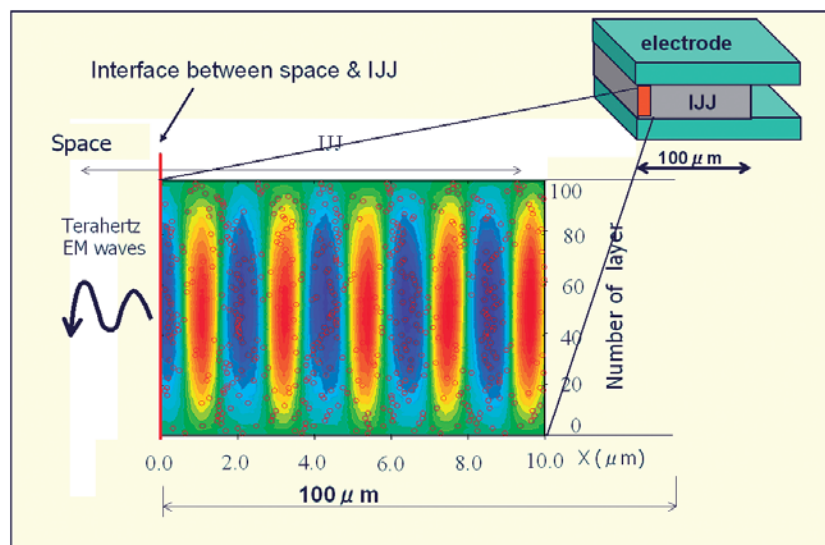 electrode
Interface between space & IJJ
IJJ
100 μm
Space
IJJ
Terahertz
EM waves
100
80
60
40
20
0
Number of layer
0.0 2.0 4.0 6.0 8.0 10.0 X (μm)
100 μm